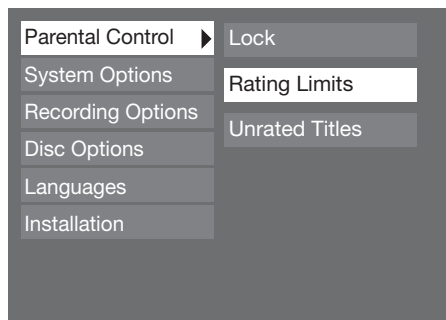 Parental Control
System Options
Recording Options
Disc Options
Languages
Installation
Lock
Rating Limits
Unrated Titles